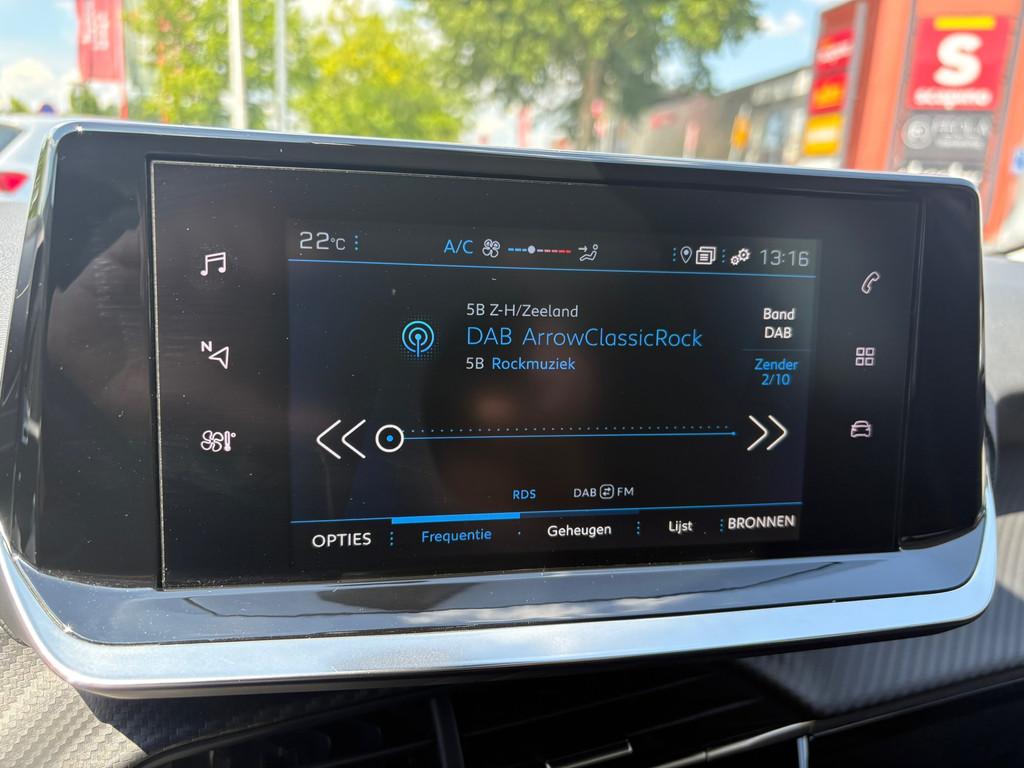 S
ecoprma
22°C
A/C
13:16
N
5B Z-H/Zeeland
DAB ArrowClassicRock
5B Rockmuziek
Band
DAB
Zender
2/10
RDS
DAB FM
OPTIES
Frequentie
Geheugen
Lijst
BRONNEN